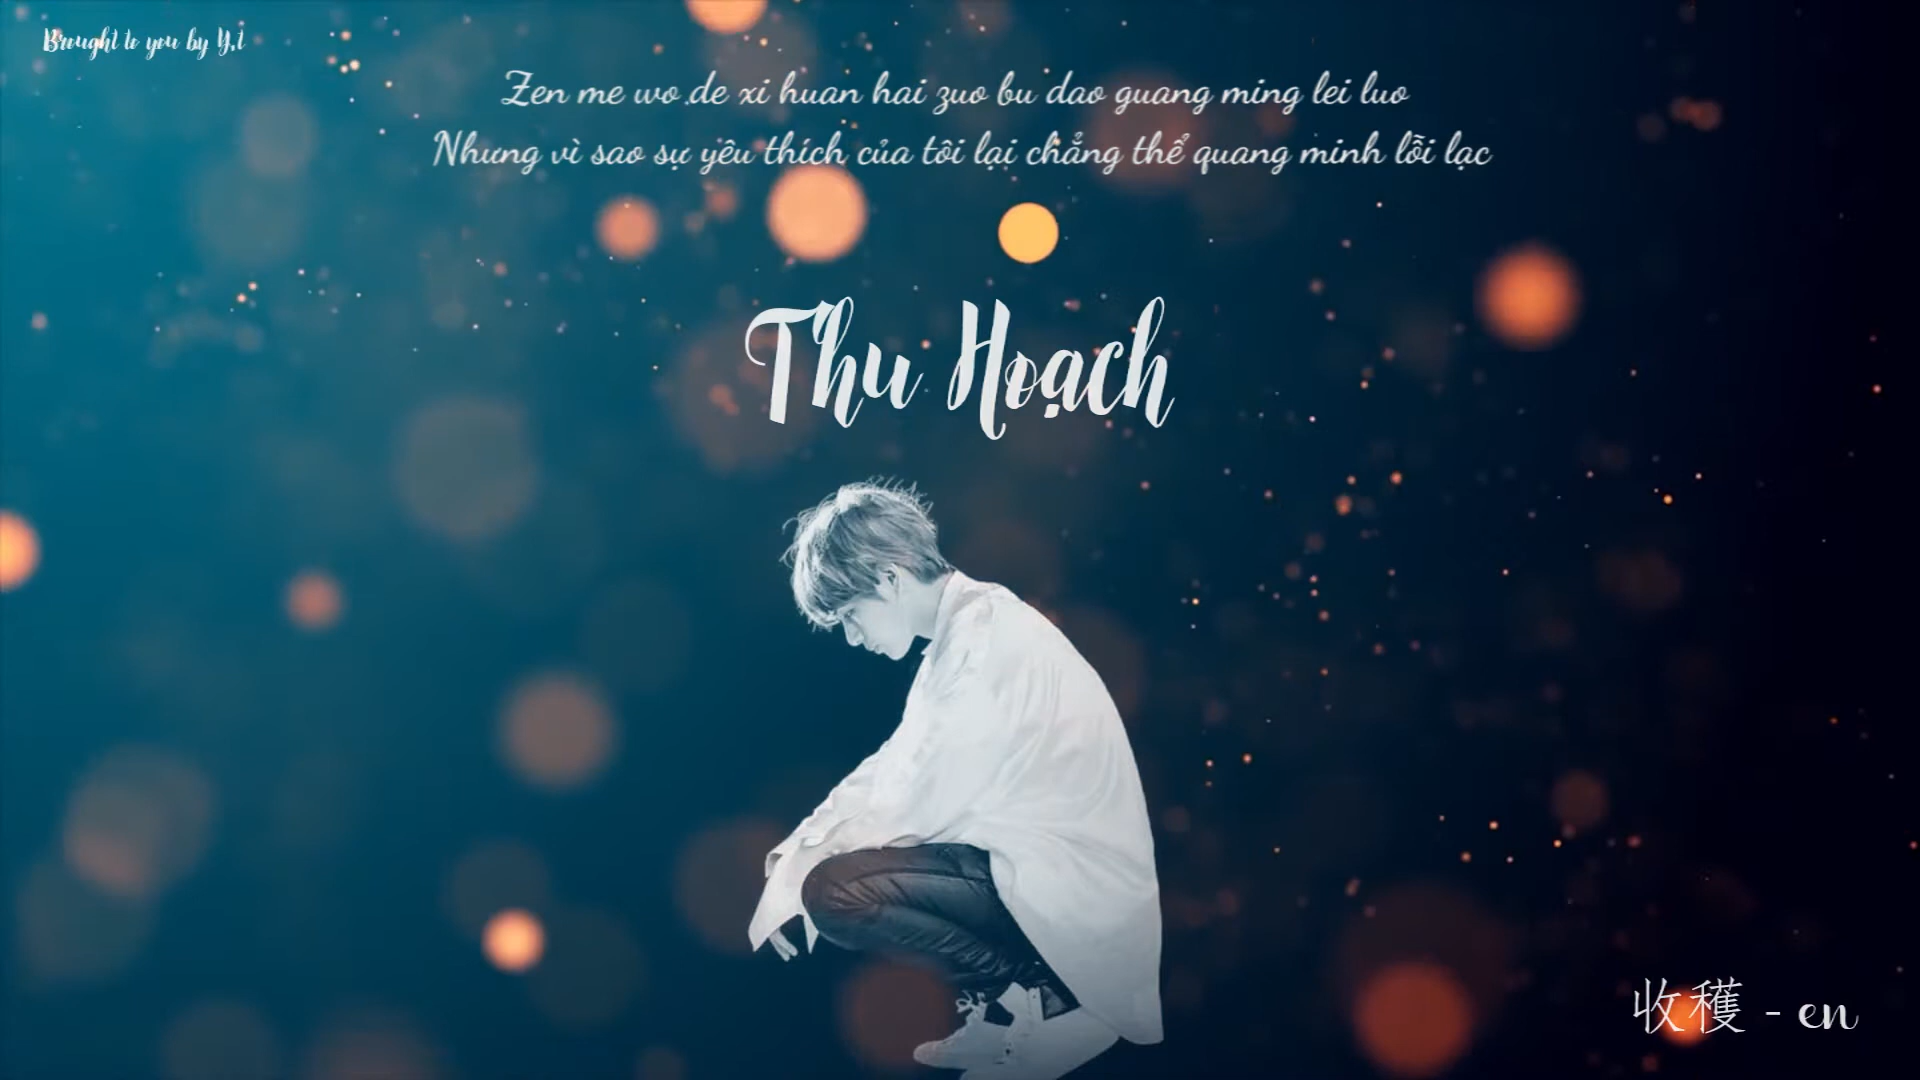 Brought to you by Y.t
Zen me wo de xi huan hai zuo bu dao guang ming lei luo
Nhưng vì sao sự yêu thích của tôi lại chẳng thể quang minh lỗi lạc
Thu Hoạch
收穫 - en